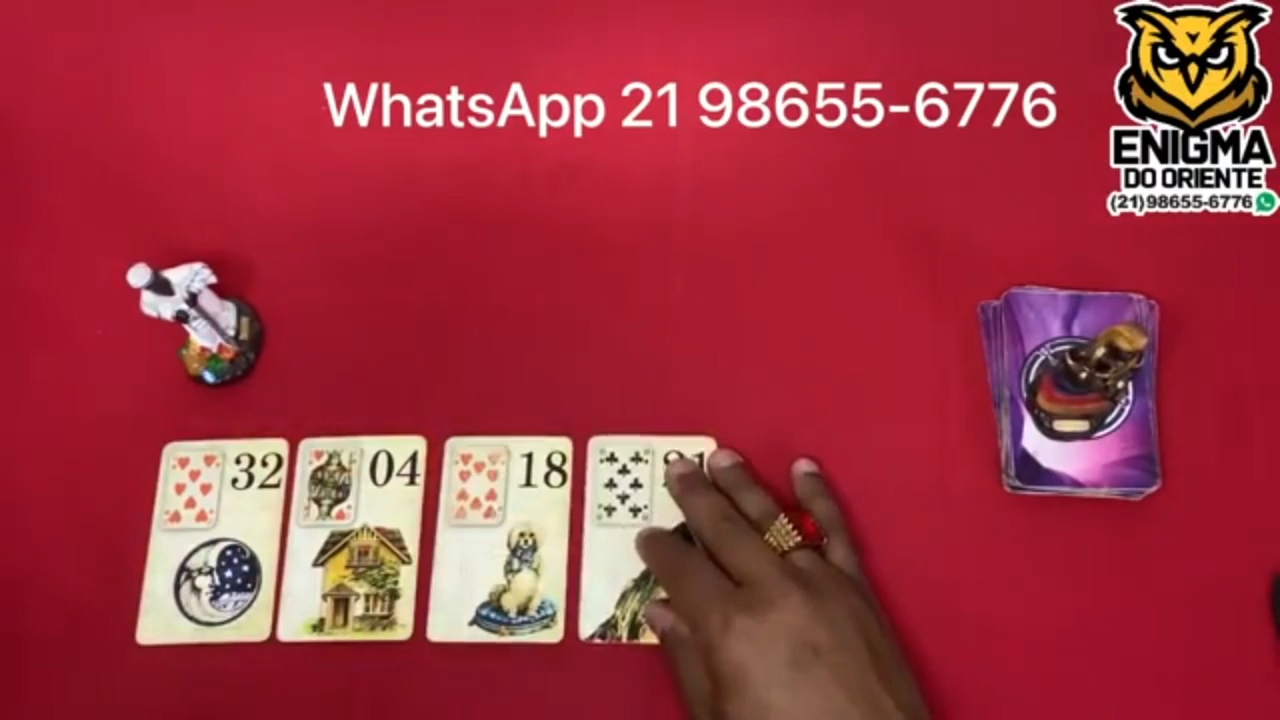 WhatsApp 21 98655-6776
ENIGMA
DO ORIENTE
(21)98655-6776
32
04
18